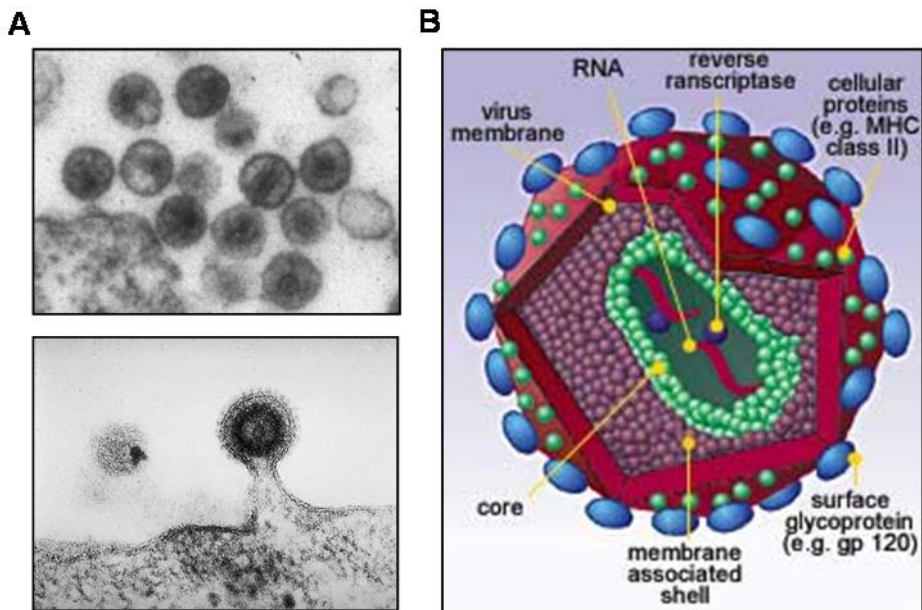 A
B
RNA
reverse
ranscriptase
virus
membrane
cellular
proteins
(e.g. MHC
class II)
core
membrane
associated
shell
surface
glycoprotein
(e.g. gp 120)